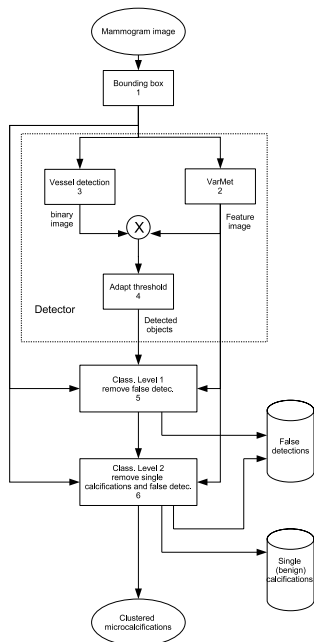 Mammogram image
Bounding box
1
Vessel detection
3
VarMet
2
binary
image
X
Feature
image
Adapt threshold
4
Detector
Detected
objects
Class. Level 1
remove false detec.
5
False
detections
Class. Level 2
remove single
calcifications and false detec.
6
Single
(benign)
calcifications
Clustered
microcalcifications